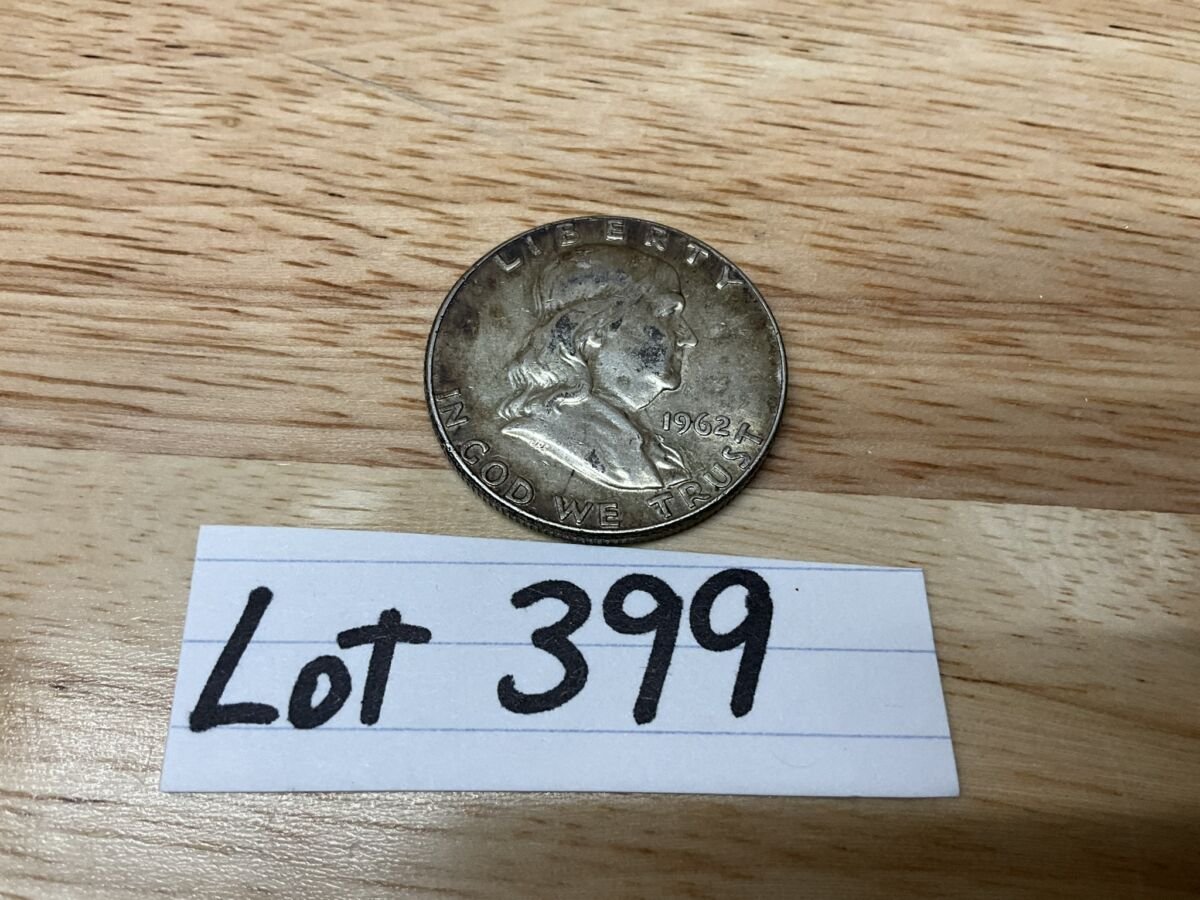 LIBERTY
1962
IN GOD WE TRUST
Lot 399